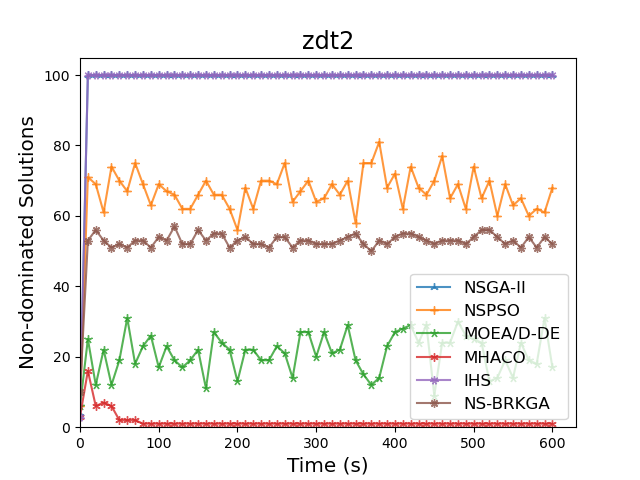 zdt2
Non-dominated Solutions
100
80
60
40
20
0
0 100 200 300 400 500 600
Time (s)
NSGA-II
NSPSO
MOEA/D-DE
MHACO
IHS
NS-BRKGA